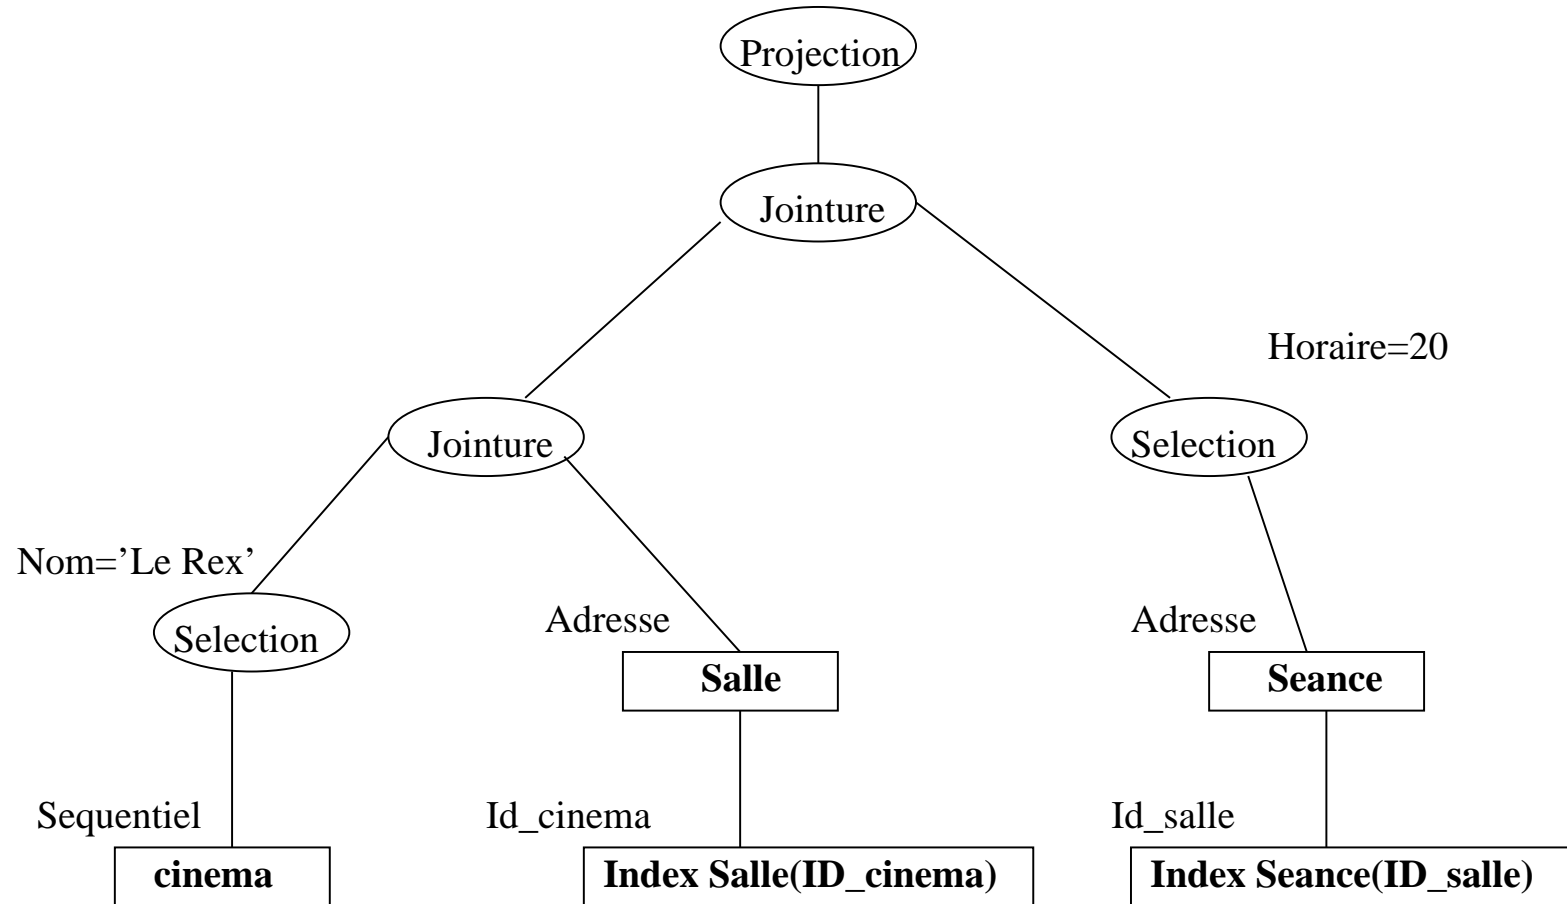 Projection
Jointure
Horaire=20
Jointure
Selection
Nom=’Le Rex’
Selection
Adresse
Adresse
Salle
Seance
Sequentiel
Id_cinema
Id_salle
cinema
Index Salle(ID_cinema)
Index Seance(ID_salle)